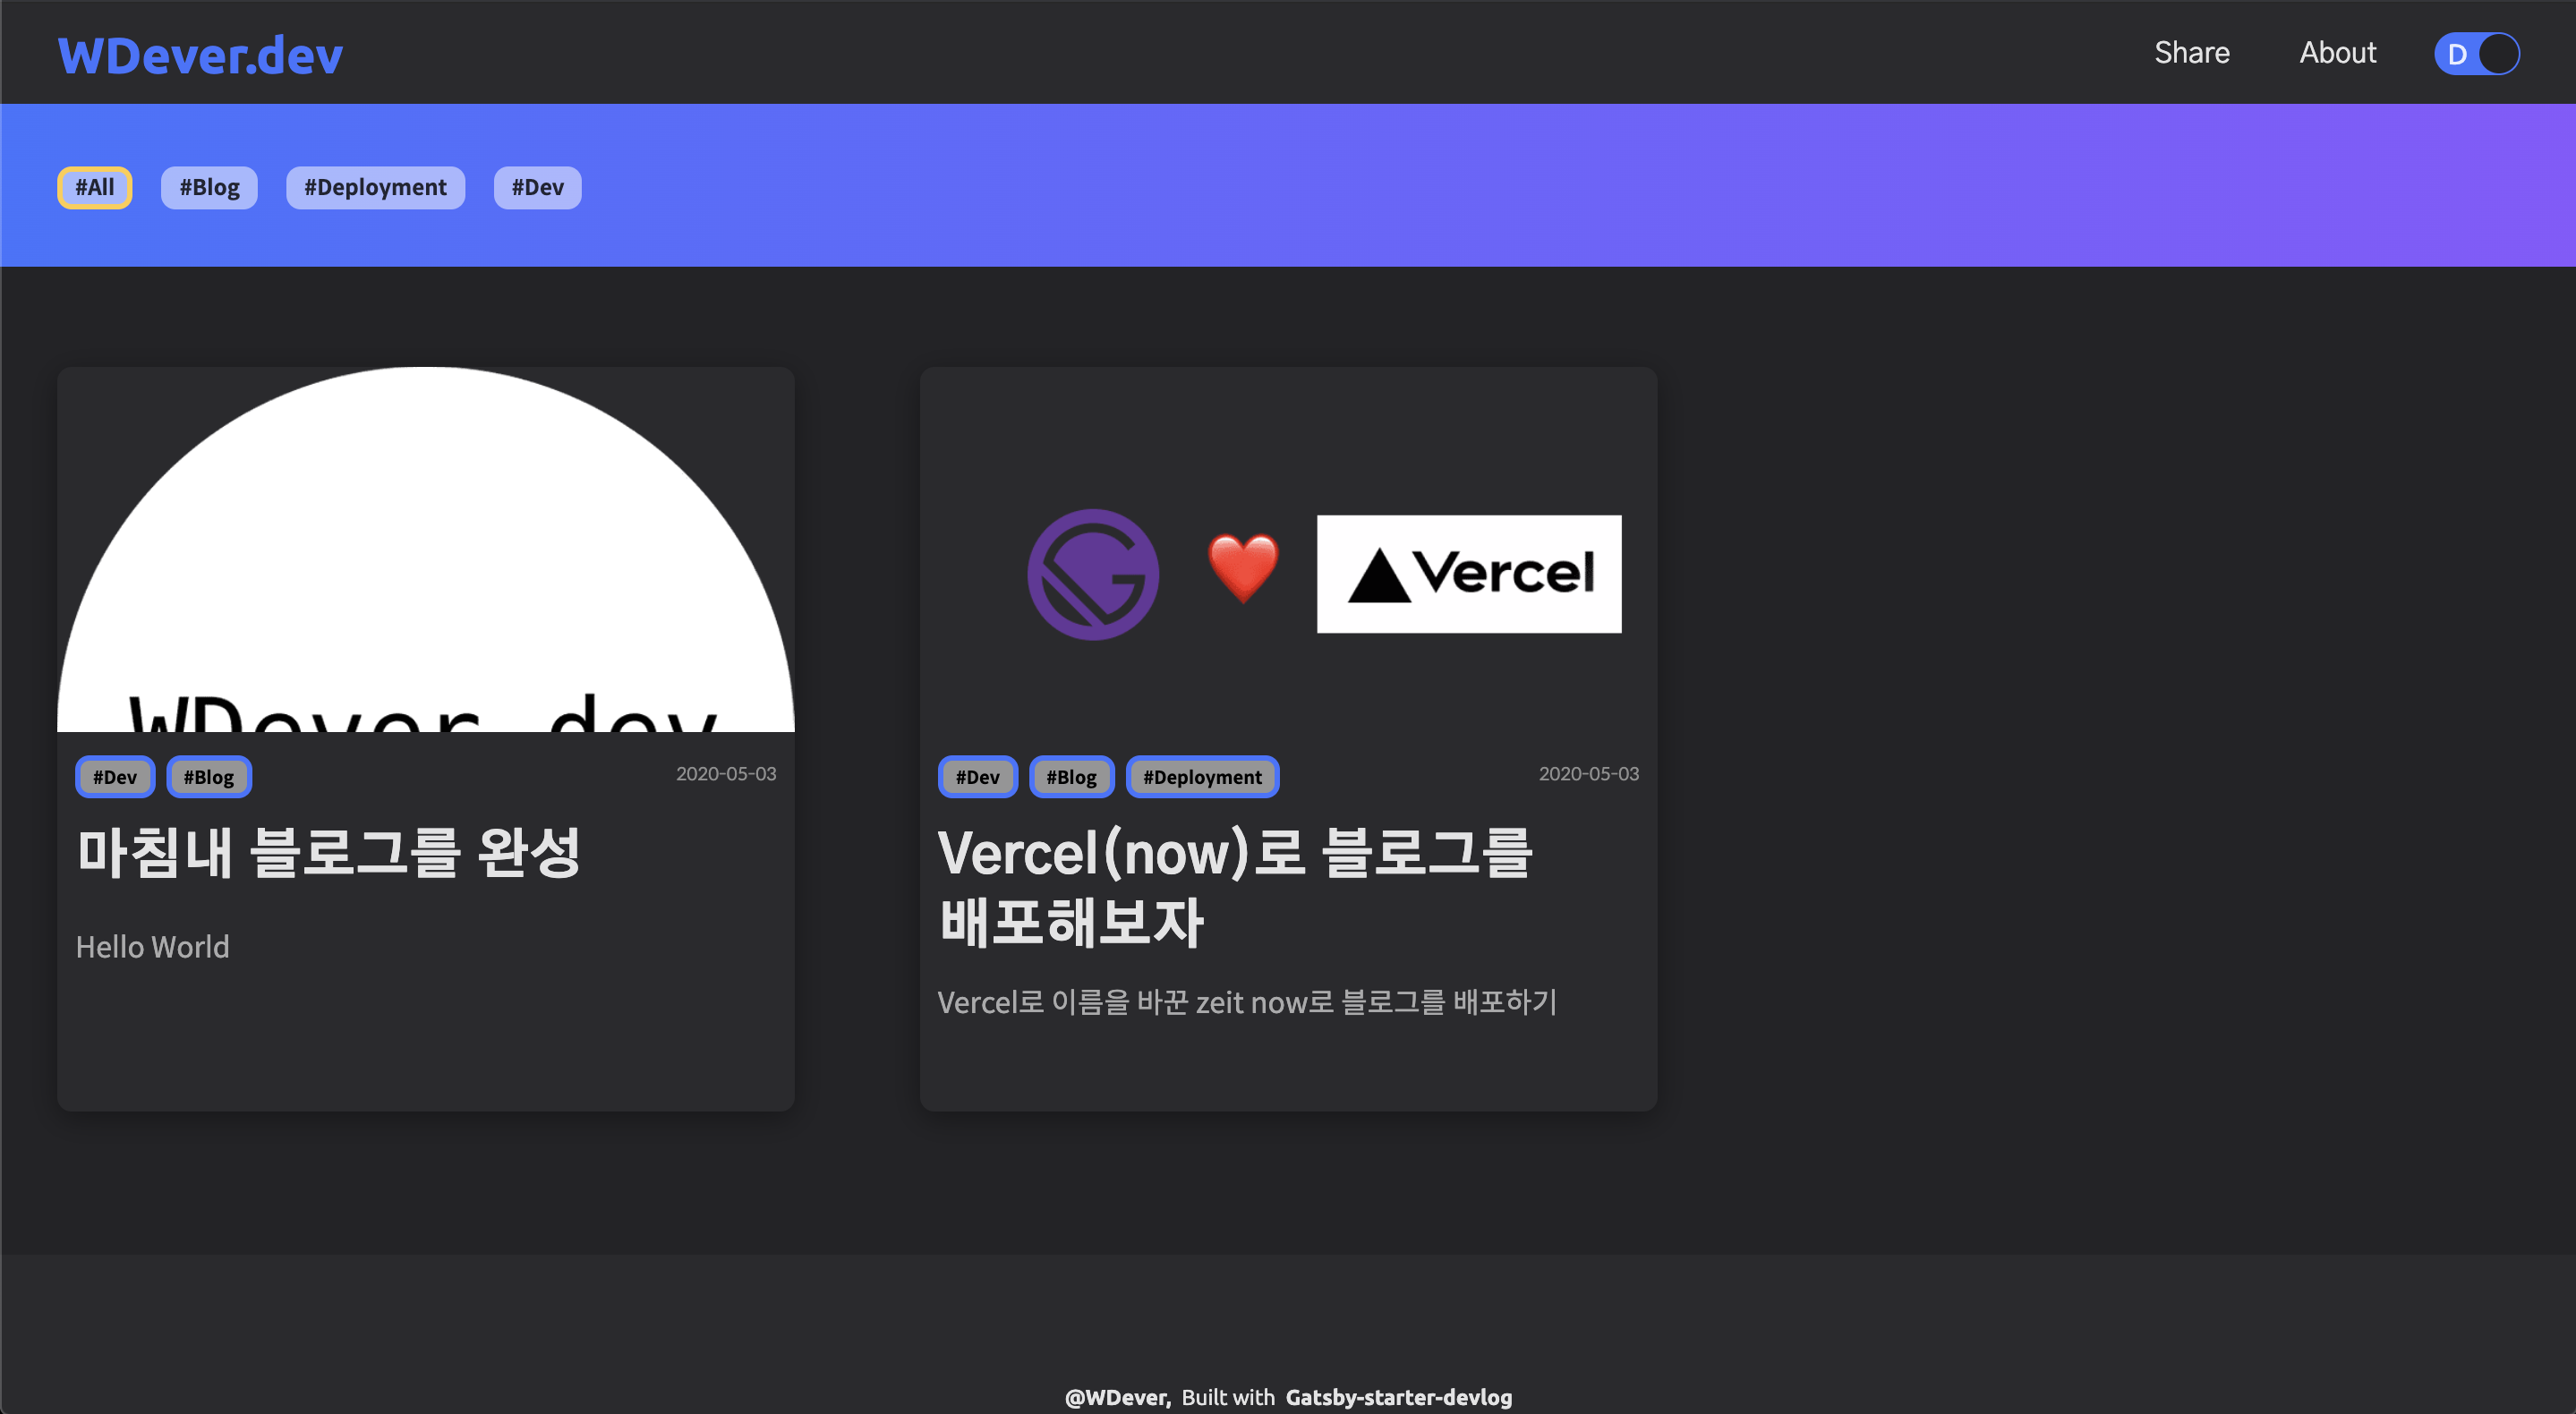 WDever.dev
Share About D
#All #Blog #Deployment #Dev
WDever.dev
#Dev #Blog 2020-05-03
마침내 블로그를 완성
Hello World
Vercel
#Dev #Blog #Deployment 2020-05-03
Vercel(now)로 블로그를
배포해보자
Vercel로 이름을 바꾼 zeit now로 블로그를 배포하기
@WDever, Built with Gatsby-starter-devlog